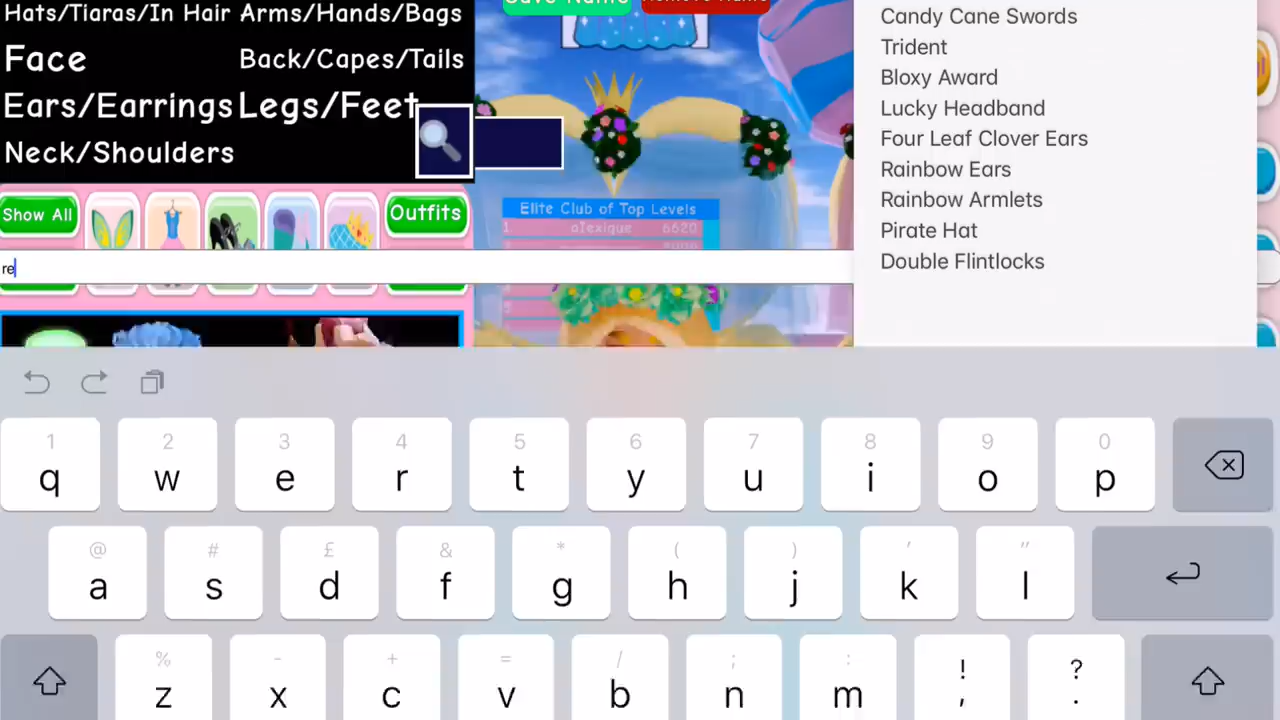 Hats/Tiaras/In Hair Arms/Hands/Bags
Face Back/Capes/Tails
Ears/Earrings Legs/Feet
Neck/Shoulders
Show All
Outfits
re
Save Name
Elite Club of Top Levels
1. alexique 6620
Candy Cane Swords
Trident
Bloxy Award
Lucky Headband
Four Leaf Clover Ears
Rainbow Ears
Rainbow Armlets
Pirate Hat
Double Flintlocks
1 2 3 4 5 6 7 8 9 0
q w e r t y u i o p
@ # £ & * ( ) ' "
a s d f g h j k l
% - + = / ; : ! ?
z x c v b n m , .